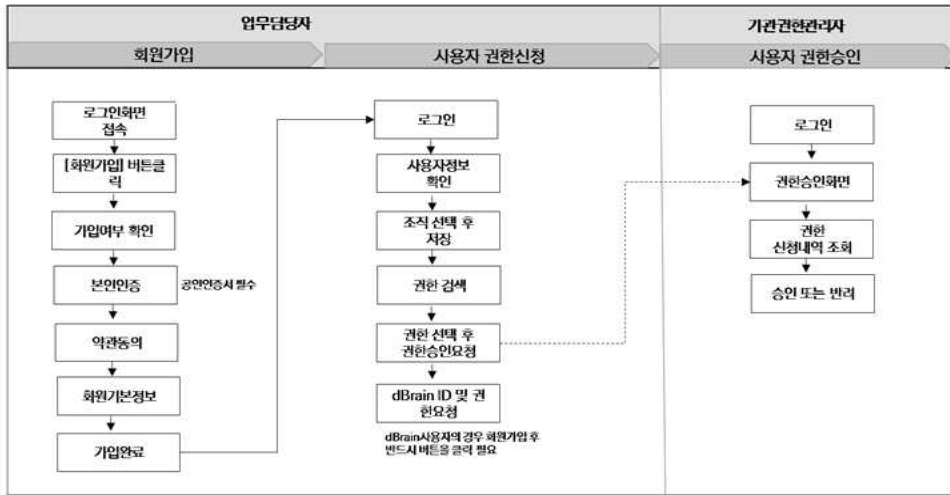 업무담당자
기관권한관리자
회원가입
사용자 권한신청
사용자 권한승인
로그인화면
접속
[회원가입] 버튼클
릭
가입여부 확인
본인인증
공인인증서 필수
약관동의
회원기본정보
가입완료
로그인
사용자정보
확인
조직 선택 후
저장
권한 검색
권한 선택 후
권한승인요청
dBrain ID 및 권
한요청
dBrain사용자의 경우 회원가입 후
반드시 버튼을 클릭 필요
로그인
권한승인화면
권한
신청내역 조회
승인 또는 반려